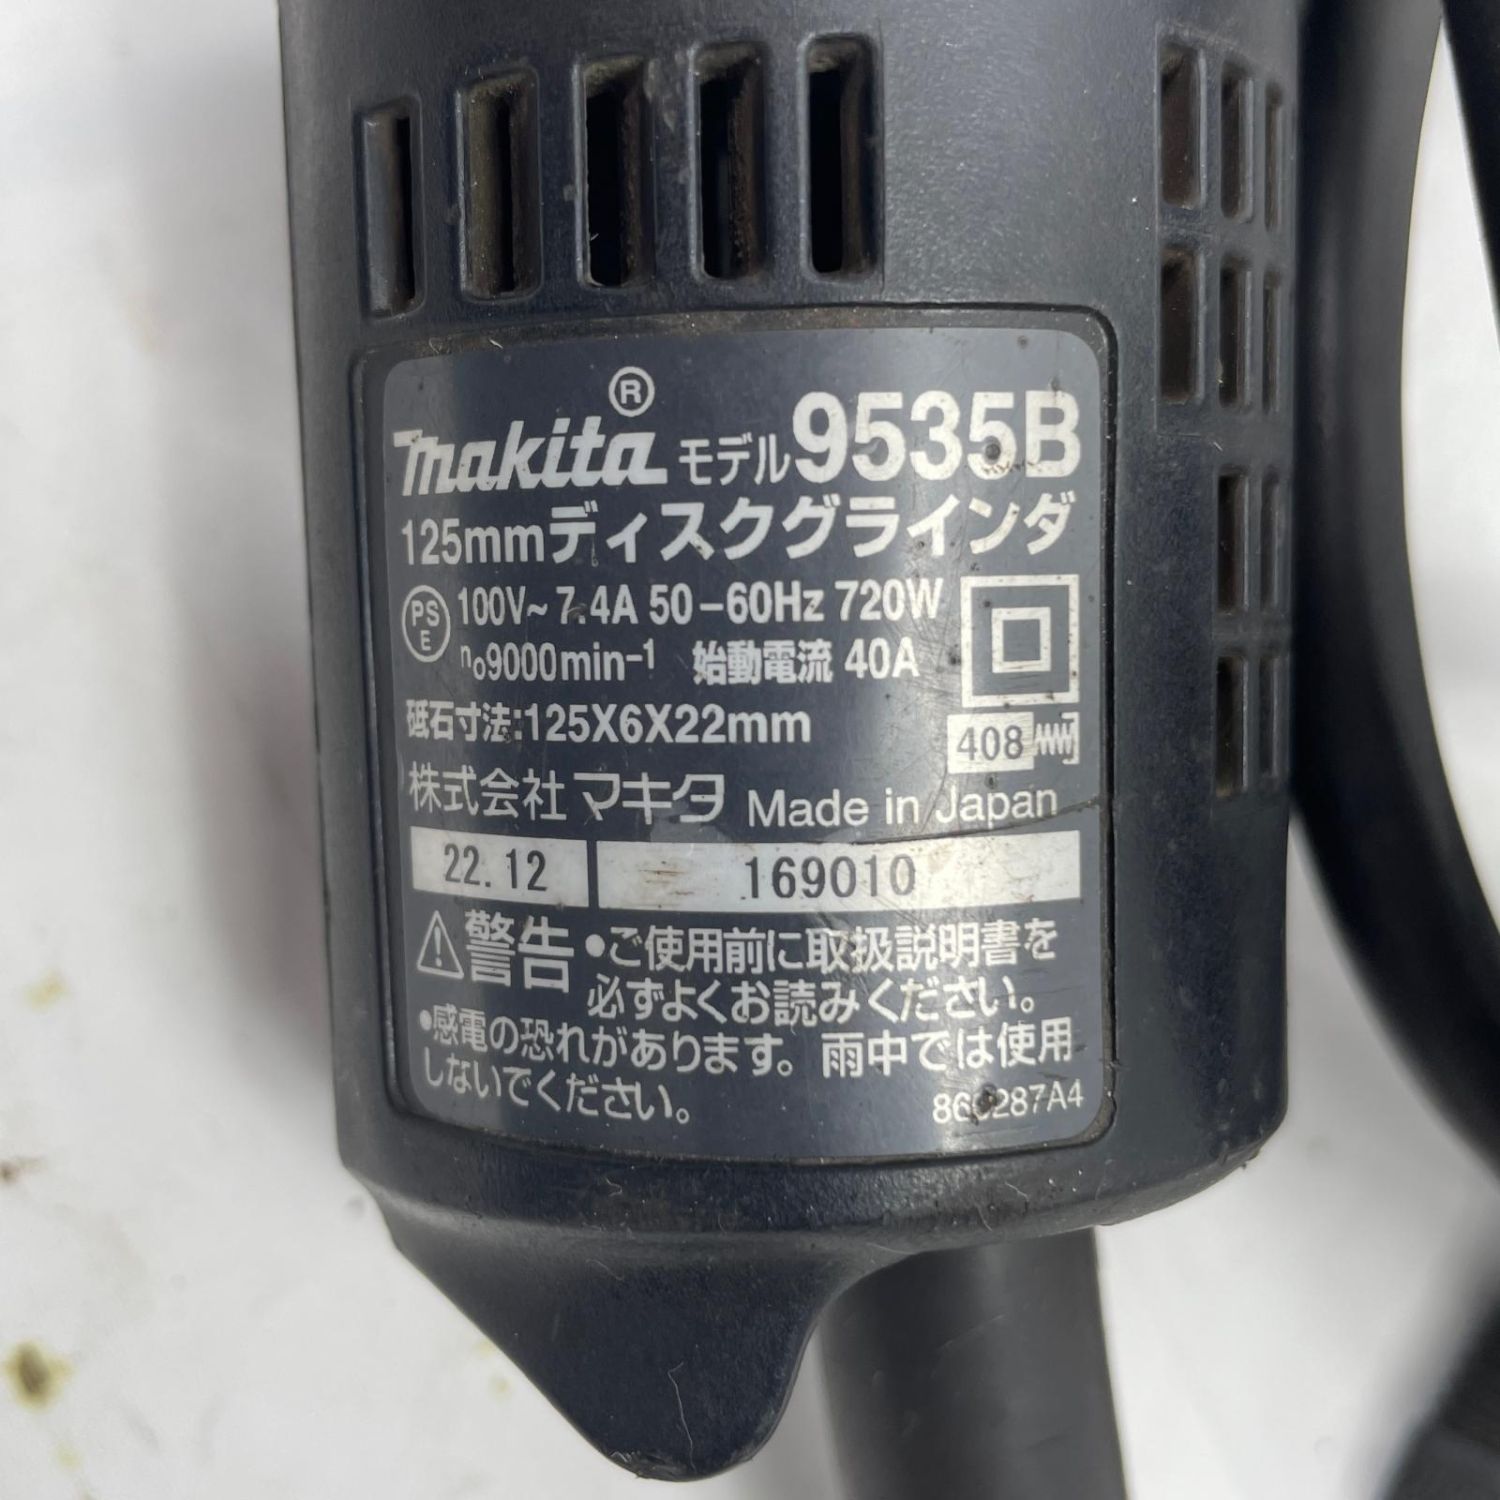 makita® モデル 9535B
125mmディスクグラインダ
PSE 100V~ 7.4A 50-60Hz 720W
n₀9000min⁻¹ 始動電流 40A
砥石寸法:125X6X22mm
408
株式会社 マキタ Made in Japan
22.12 169010
警告 •ご使用前に取扱説明書を
必ずよくお読みください。
•感電の恐れがあります。雨中では使用
しないでください。